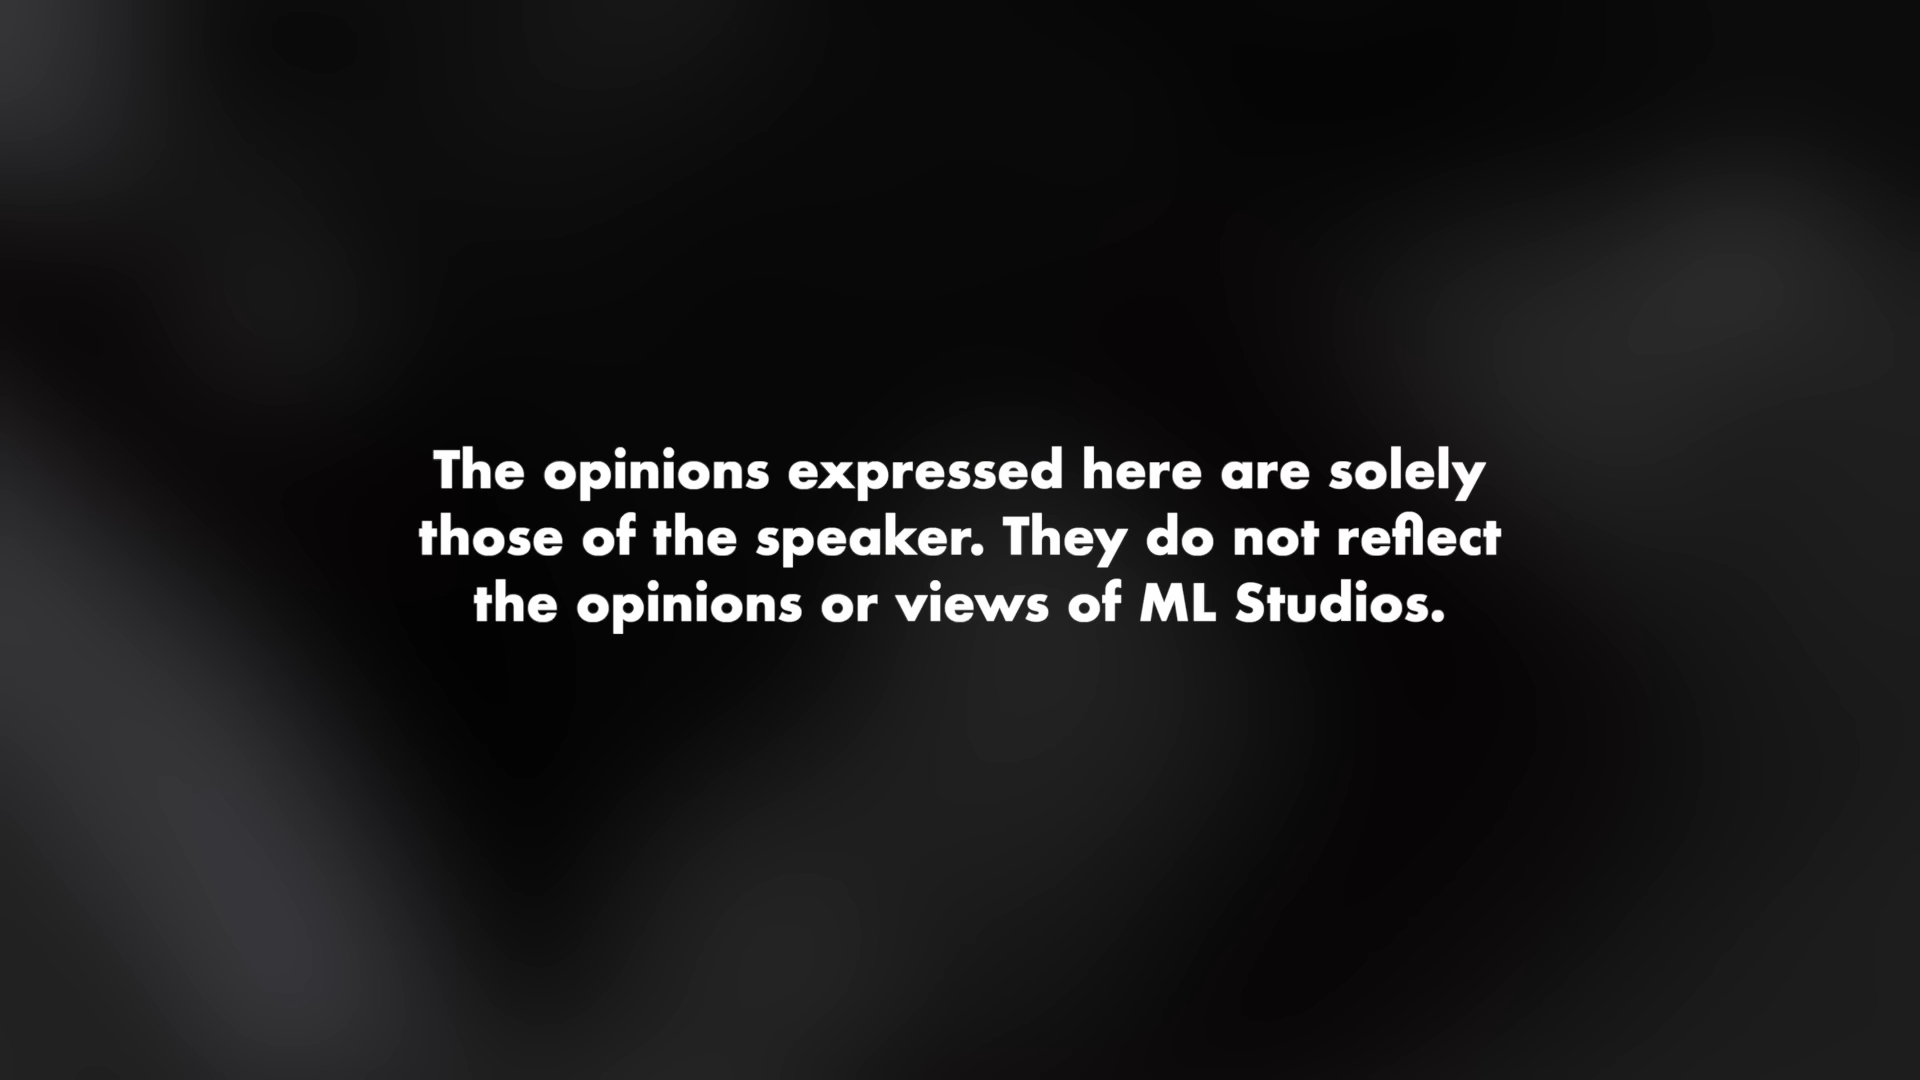 The opinions expressed here are solely
those of the speaker. They do not reflect
the opinions or views of ML Studios.